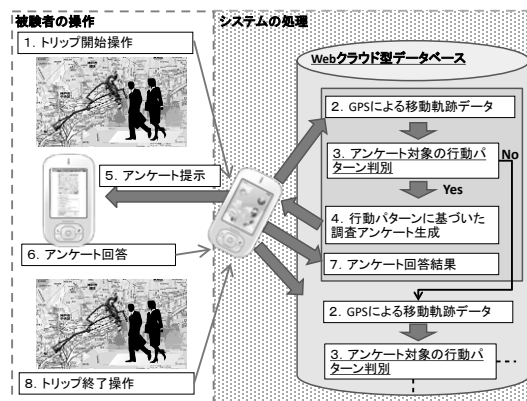 被験者の操作
システムの処理
1. トリップ開始操作
Webクラウド型データベース
2. GPSによる移動軌跡データ
3. アンケート対象の行動パ
ターン判別
No
Yes
5. アンケート提示
4. 行動パターンに基づいた
調査アンケート生成
6. アンケート回答
7. アンケート回答結果
2. GPSによる移動軌跡データ
3. アンケート対象の行動パ
ターン判別
8. トリップ終了操作